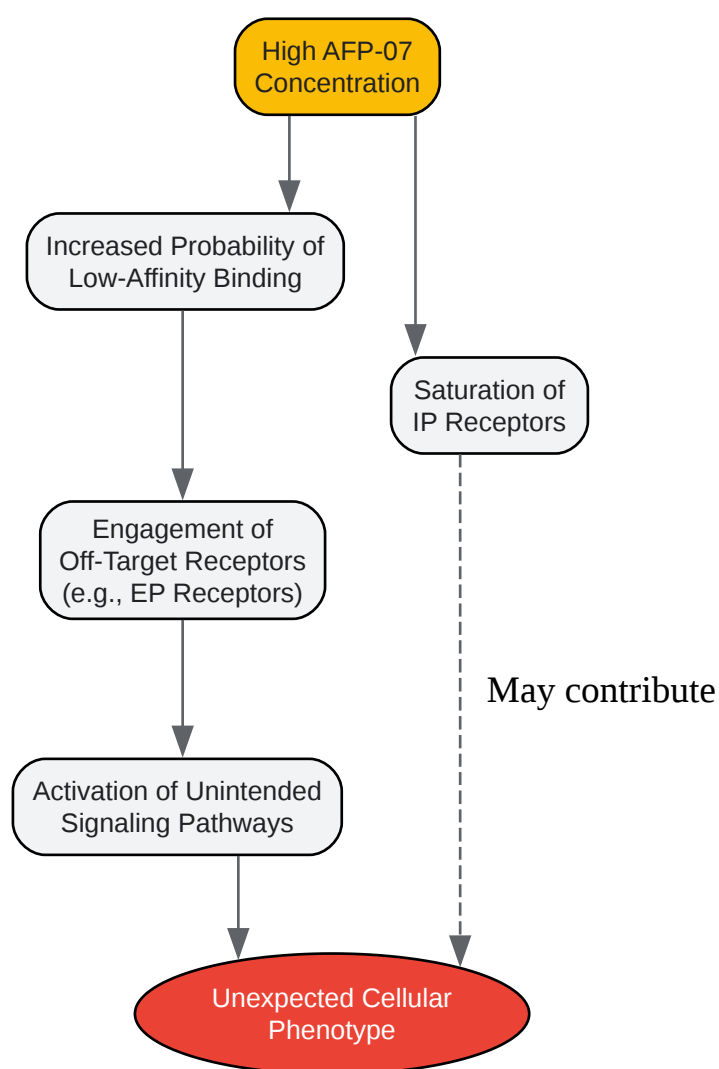 High AFP-07
Concentration
Increased Probability of
Low-Affinity Binding
Saturation of
IP Receptors
Engagement of
Off-Target Receptors
(e.g., EP Receptors)
May contribute
Activation of Unintended
Signaling Pathways
Unexpected Cellular
Phenotype